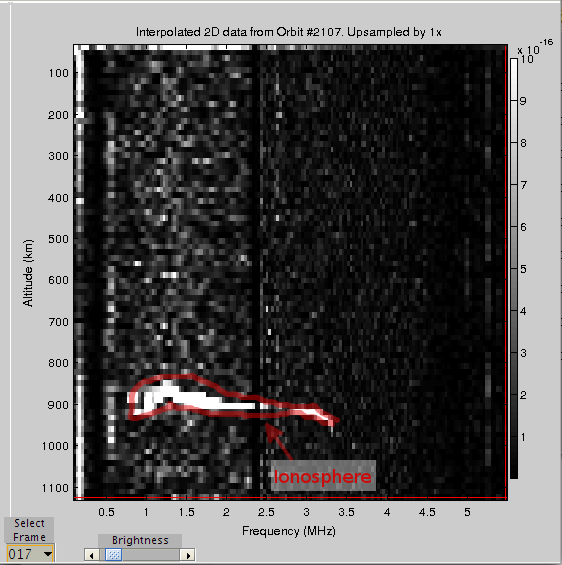 Interpolated 2D data from Orbit #2107. Upsampled by 1x
x 10^-16
10
9
8
7
6
5
4
3
2
1
Altitude (km)
100
200
300
400
500
600
700
800
900
1000
1100
Ionosphere
0.5 1 1.5 2 2.5 3 3.5 4 4.5 5
Frequency (MHz)
Select
Frame
017
Brightness